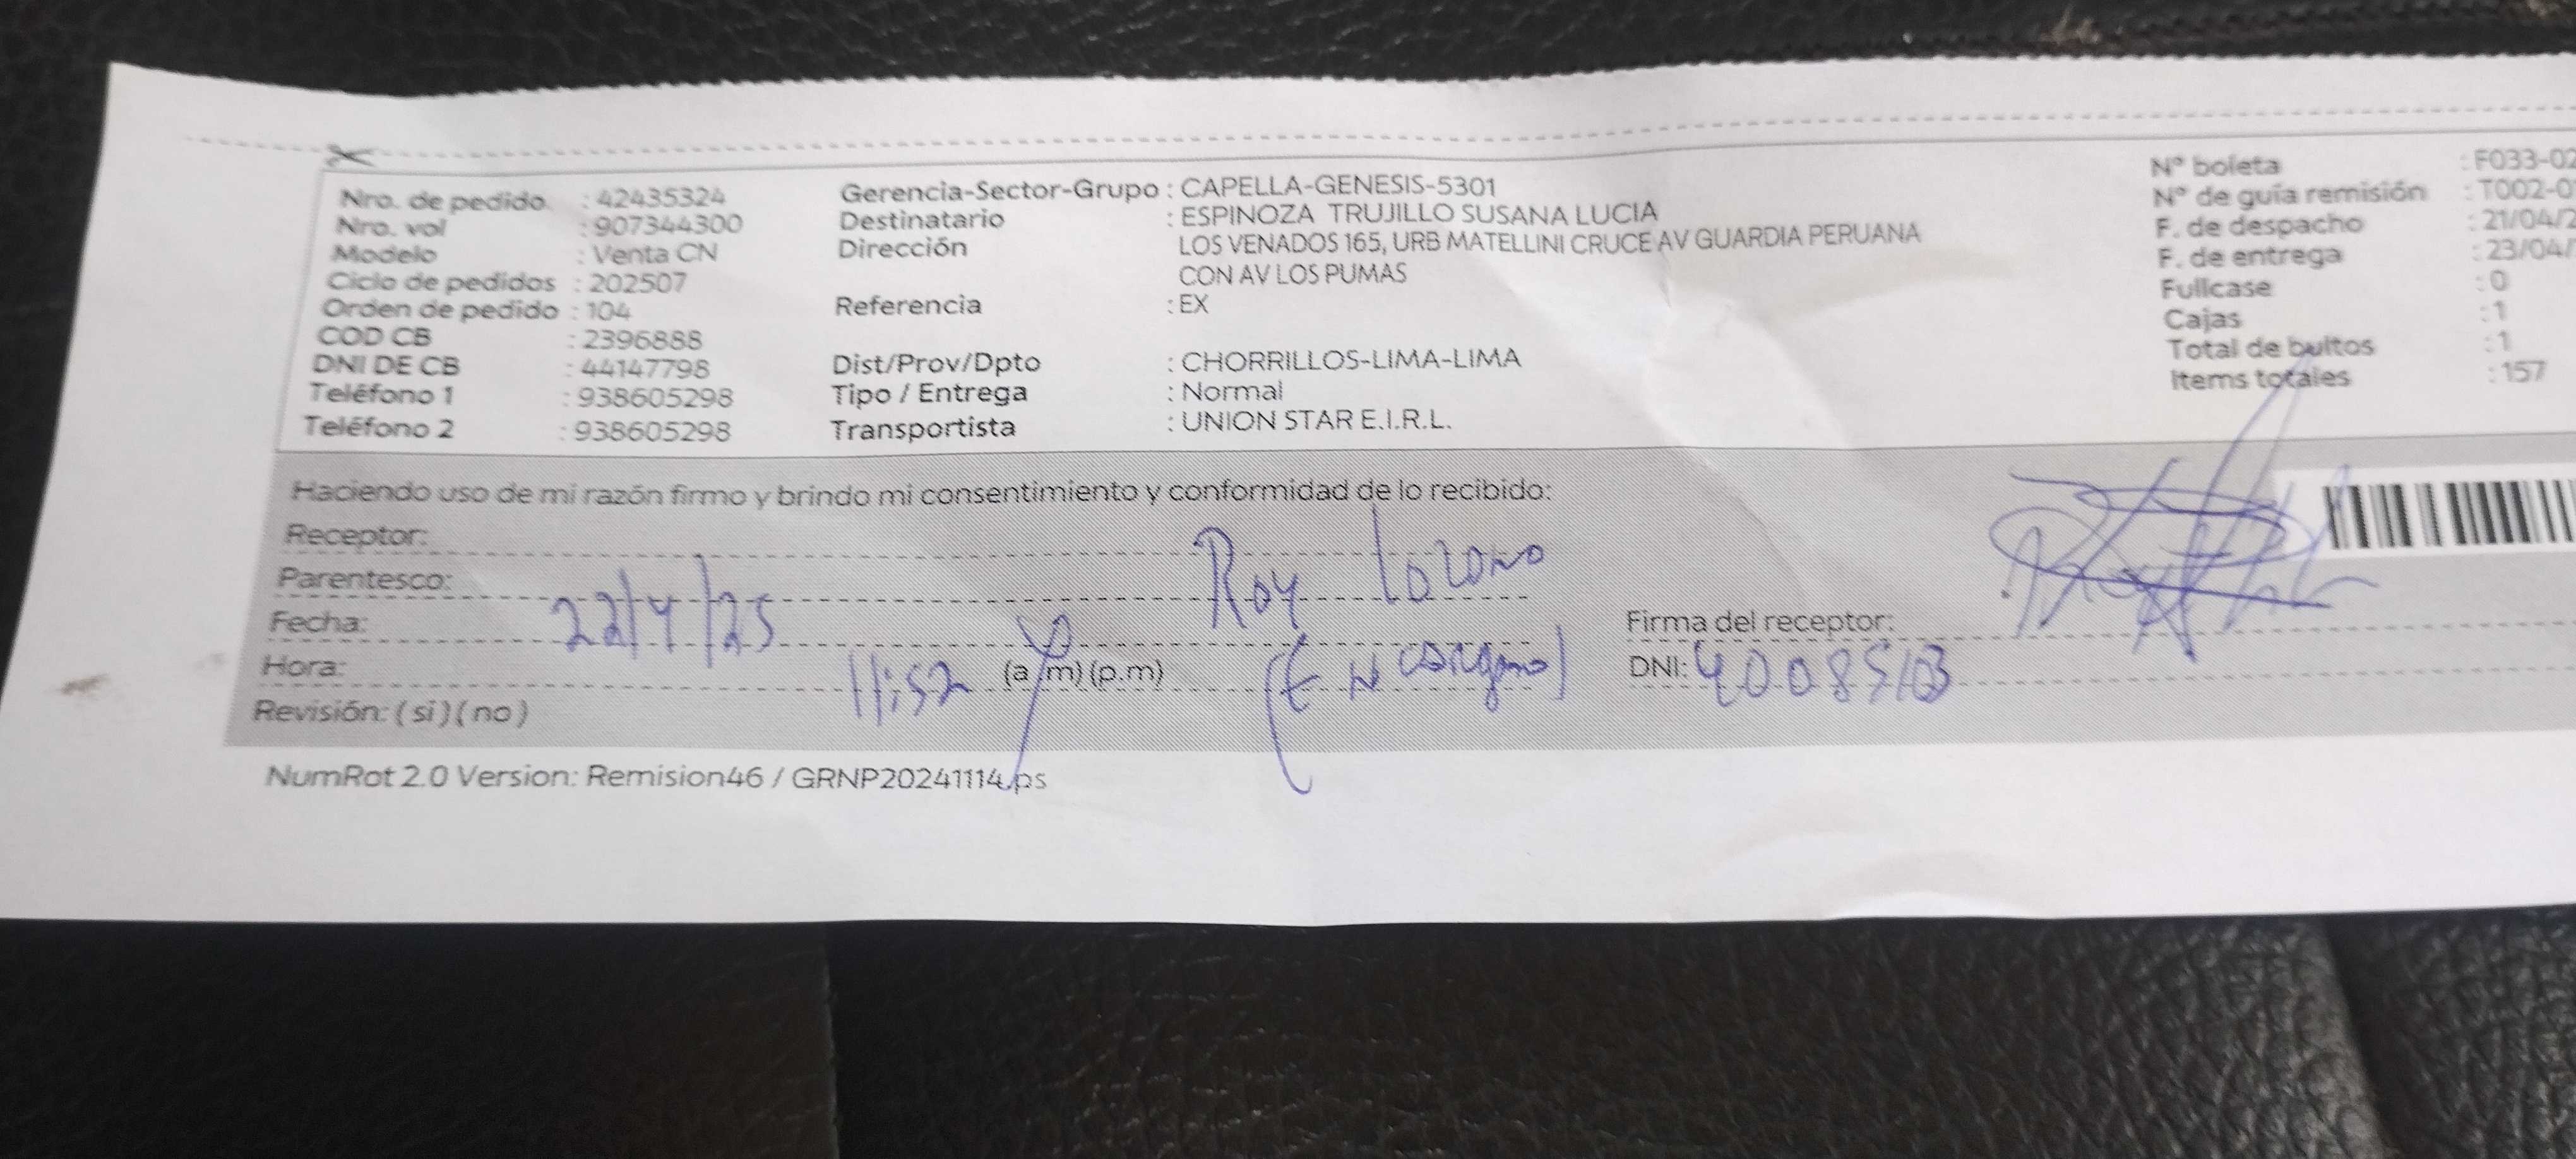 Nro. de pedido : 42435324
Nro. vol : 907344300
Modelo : Venta CN
Ciclo de pedidos : 202507
Orden de pedido : 104
COD CB : 2396888
DNI DE CB : 44147798
Teléfono 1 : 938605298
Teléfono 2 : 938605298
Gerencia-Sector-Grupo : CAPELLA-GENESIS-5301
Destinatario : ESPINOZA TRUJILLO SUSANA LUCIA
Dirección LOS VENADOS 165, URB MATELLINI CRUCE AV GUARDIA PERUANA
CON AV LOS PUMAS
Referencia : EX
Dist/Prov/Dpto : CHORRILLOS-LIMA-LIMA
Tipo / Entrega : Normal
Transportista : UNION STAR E.I.R.L.
Nº boleta : F033-02
Nº de guía remisión : T002-0
F. de despacho : 21/04/2
F. de entrega : 23/04/
Fullcase : 0
Cajas : 1
Total de bultos : 1
Items totales : 157
Haciendo uso de mi razón firmo y brindo mi consentimiento y conformidad de lo recibido:
Receptor: Roy Lozano
Parentesco:
Fecha: 22/4/25
Hora: 11:52 (a.m) (p.m)
Revisión: ( si ) ( no )
Firma del receptor:
DNI:
NumRot 2.0 Version: Remision46 / GRNP20241114.ps